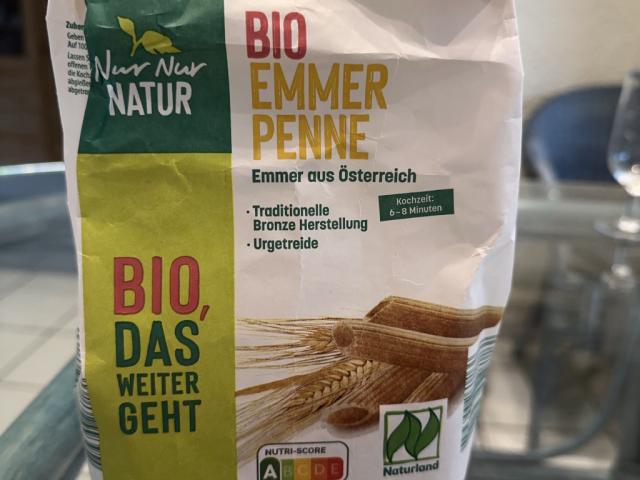 Nur Nur
NATUR
BIO
EMMER
PENNE
Emmer aus Österreich
Kochzeit:
6–8 Minuten
· Traditionelle
Bronze Herstellung
· Urgetreide
BIO,
DAS
WEITER
GEHT
NUTRI-SCORE
A B C D E
Naturland